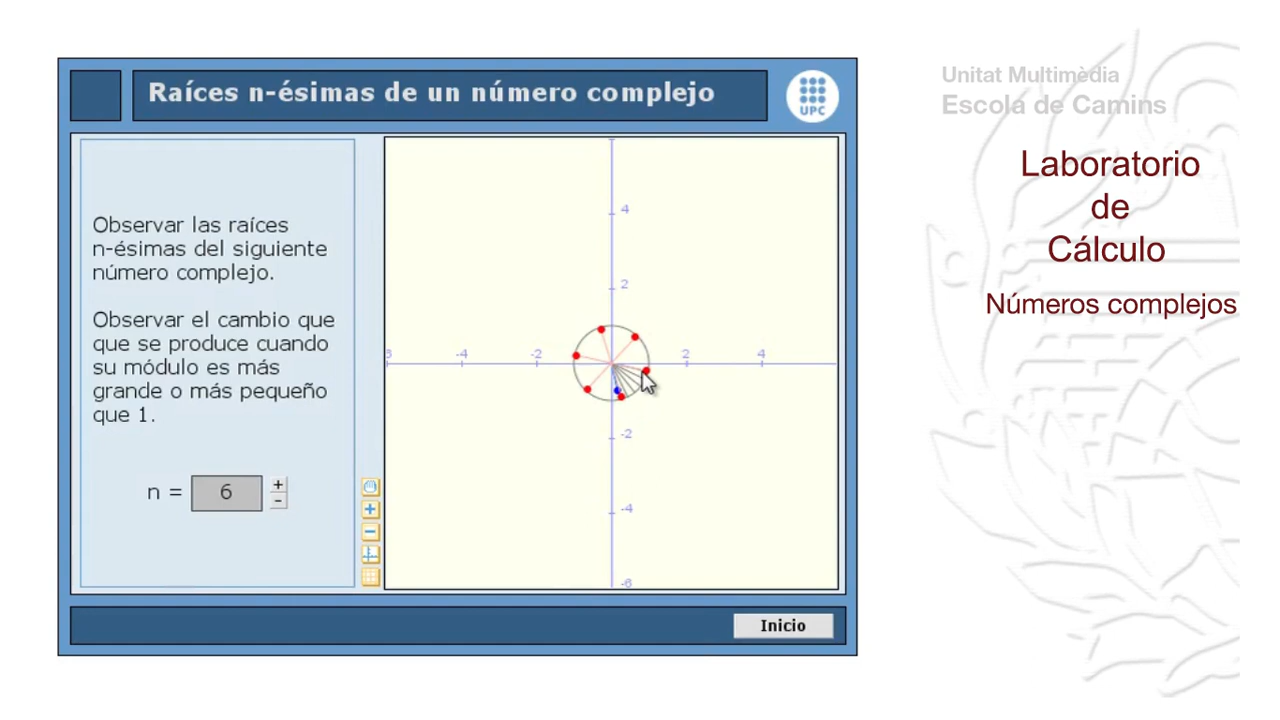 Raíces n-ésimas de un número complejo
UPC
Unitat Multimèdia
Escola de Camins
Laboratorio
de
Cálculo
Números complejos
Observar las raíces
n-ésimas del siguiente
número complejo.
Observar el cambio que
que se produce cuando
su módulo es más
grande o más pequeño
que 1.
n = 6 + -
4
2
-4 -2 2 4
-2
-4
-6
Inicio